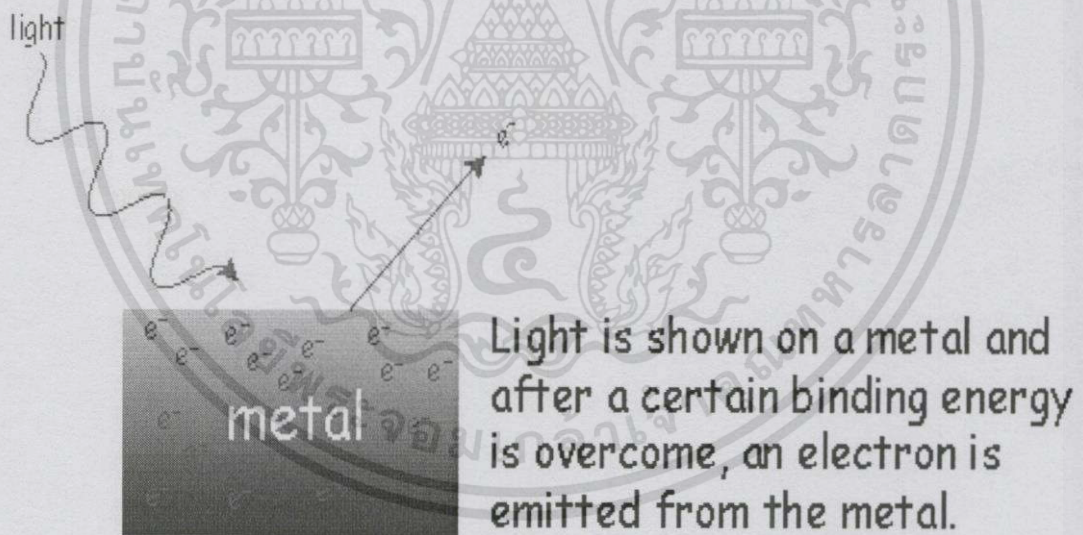 light
e⁻
e⁻ e⁻ e⁻
e⁻ e⁻ e⁻ e⁻ e⁻
e⁻
metal
e⁻
e⁻ e⁻
Light is shown on a metal and
after a certain binding energy
is overcome, an electron is
emitted from the metal.